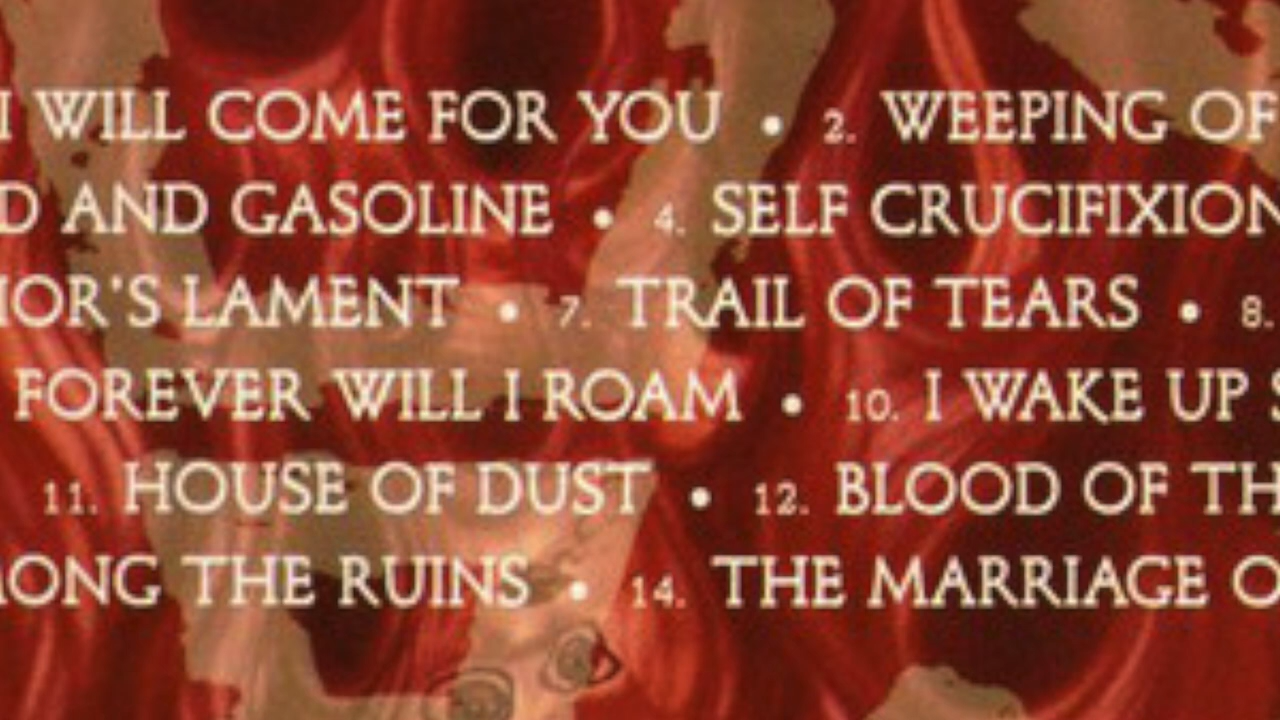 I WILL COME FOR YOU • 2. WEEPING OF
D AND GASOLINE • 4. SELF CRUCIFIXION
IOR'S LAMENT • 7. TRAIL OF TEARS • 8.
FOREVER WILL I ROAM • 10. I WAKE UP S
11. HOUSE OF DUST • 12. BLOOD OF TH
MONG THE RUINS • 14. THE MARRIAGE O